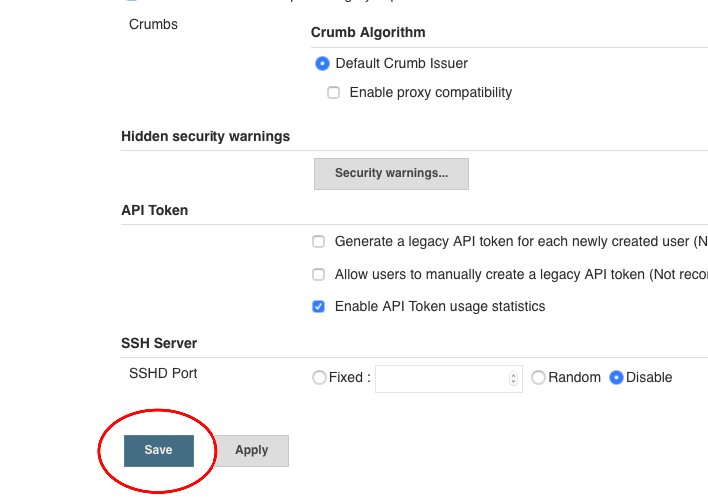 Crumbs
Crumb Algorithm
Default Crumb Issuer
Enable proxy compatibility
Hidden security warnings
Security warnings...
API Token
Generate a legacy API token for each newly created user (N
Allow users to manually create a legacy API token (Not reco
Enable API Token usage statistics
SSH Server
SSHD Port
Fixed :
Random
Disable
Save
Apply